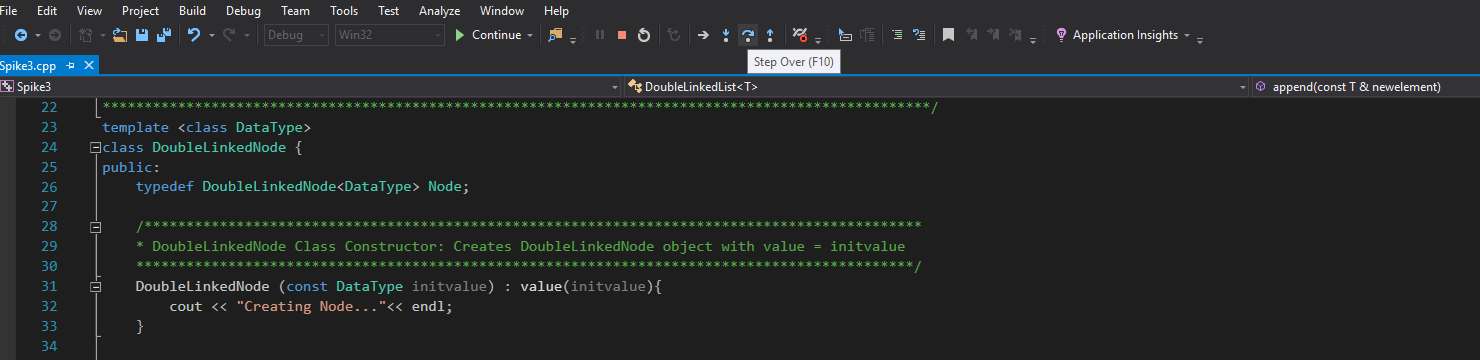 File Edit View Project Build Debug Team Tools Test Analyze Window Help
Debug Win32 Continue Application Insights
Step Over (F10)
Spike3.cpp
Spike3 DoubleLinkedList<T> append(const T & newelement)
22 ***************************************************************************************************/
23 template <class DataType>
24 class DoubleLinkedNode {
25 public:
26 typedef DoubleLinkedNode<DataType> Node;
27
28 /*********************************************************************************************
29 * DoubleLinkedNode Class Constructor: Creates DoubleLinkedNode object with value = initvalue
30 *********************************************************************************************/
31 DoubleLinkedNode (const DataType initvalue) : value(initvalue){
32 cout << "Creating Node..."<< endl;
33 }
34